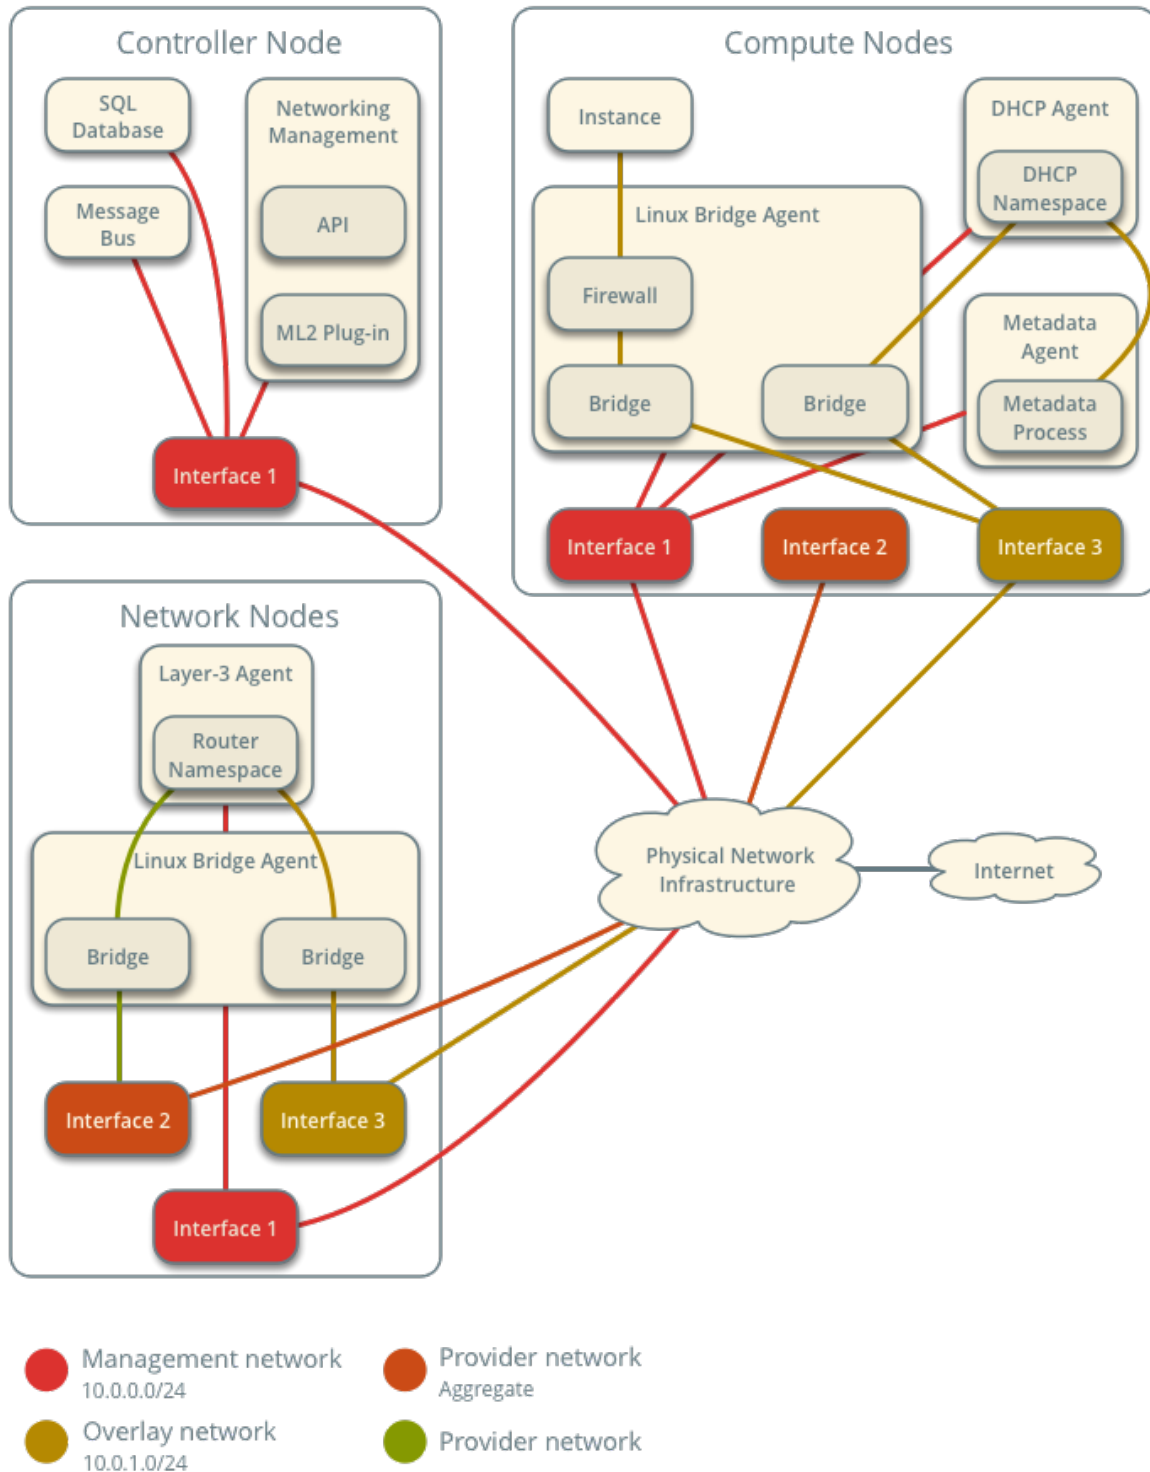 Controller Node
SQL
Database
Networking
Management
Message
Bus
API
ML2 Plug-in
Interface 1
Compute Nodes
Instance
DHCP Agent
DHCP
Namespace
Linux Bridge Agent
Firewall
Metadata
Agent
Bridge
Bridge
Metadata
Process
Interface 1
Interface 2
Interface 3
Network Nodes
Layer-3 Agent
Router
Namespace
Linux Bridge Agent
Bridge
Bridge
Interface 2
Interface 3
Interface 1
Physical Network
Infrastructure
Internet
Management network
10.0.0.0/24
Provider network
Aggregate
Overlay network
10.0.1.0/24
Provider network